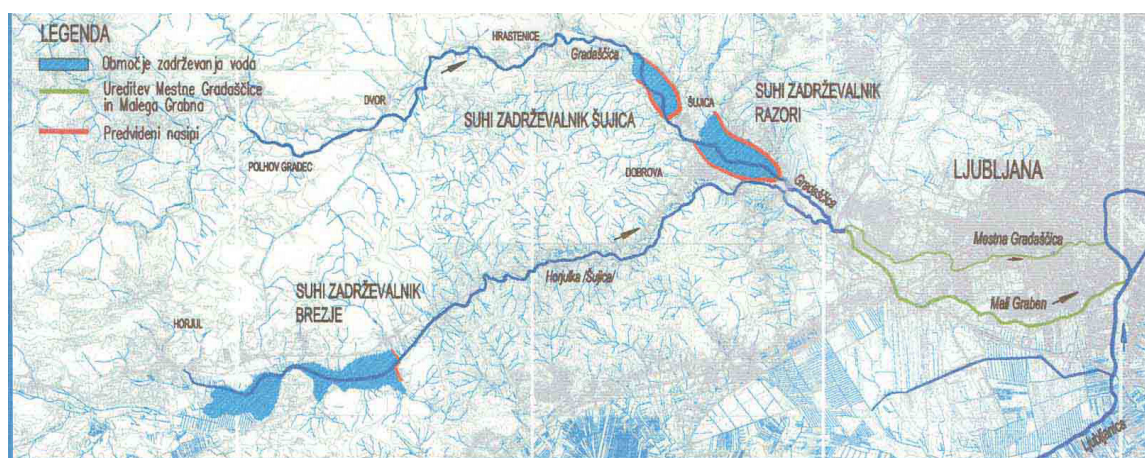 LEGENDA
Območje zadrževanja voda
Ureditev Mestne Gradaščice
in Malega Grabna
Predvideni nasipi
HRASTENICE
Gradaščica
DVOR
POLHOV GRADEC
SUHI ZADRŽEVALNIK ŠUJICA
ŠUJICA
SUHI ZADRŽEVALNIK
RAZORI
DOBROVA
Gradaščica
LJUBLJANA
Mestna Gradaščica
Mali Graben
Horjulka /Šujica/
SUHI ZADRŽEVALNIK
BREZJE
HORJUL
Ljubljanica